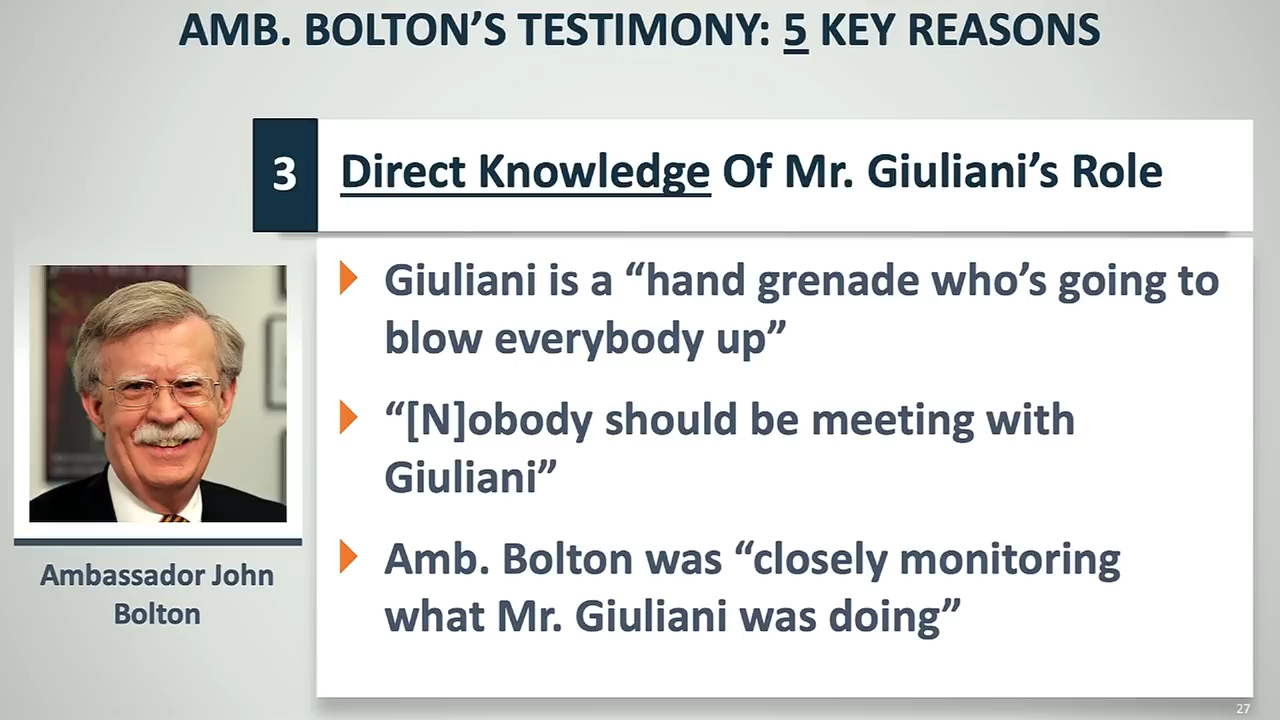 AMB. BOLTON’S TESTIMONY: 5 KEY REASONS
3
Direct Knowledge Of Mr. Giuliani’s Role
Giuliani is a “hand grenade who’s going to
blow everybody up”
“[N]obody should be meeting with
Giuliani”
Amb. Bolton was “closely monitoring
what Mr. Giuliani was doing”
Ambassador John
Bolton
27